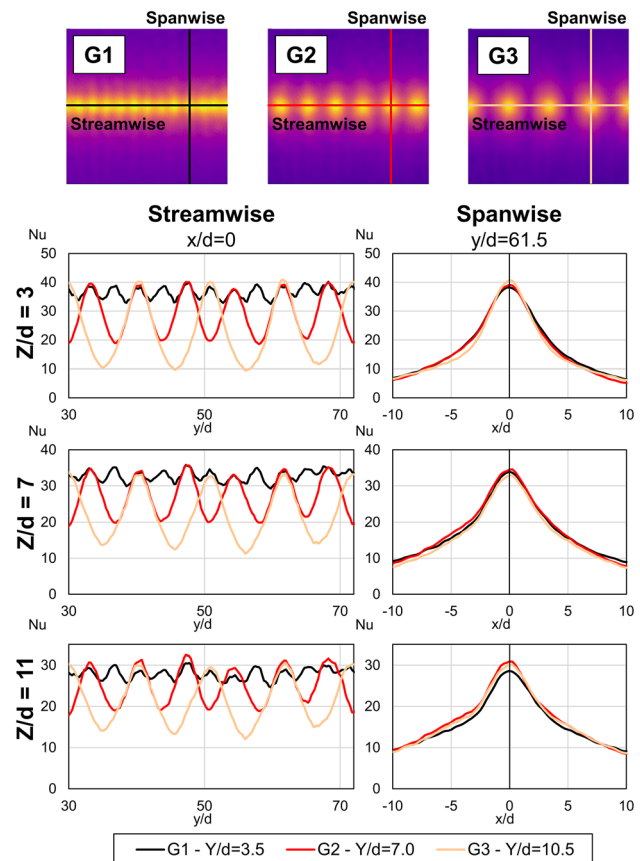 Spanwise Spanwise Spanwise
G1 G2 G3
Streamwise Streamwise Streamwise
Streamwise Spanwise
x/d=0 y/d=61.5
Nu Nu
Z/d = 3
50
40
30
20
10
0
30 50 70
y/d
50
40
30
20
10
0
-10 -5 0 5 10
x/d
Nu Nu
Z/d = 7
40
30
20
10
0
30 50 70
y/d
40
30
20
10
0
-10 -5 0 5 10
x/d
Nu Nu
Z/d = 11
30
20
10
0
30 50 70
y/d
30
20
10
0
-10 -5 0 5 10
x/d
G1 - Y/d=3.5 G2 - Y/d=7.0 G3 - Y/d=10.5